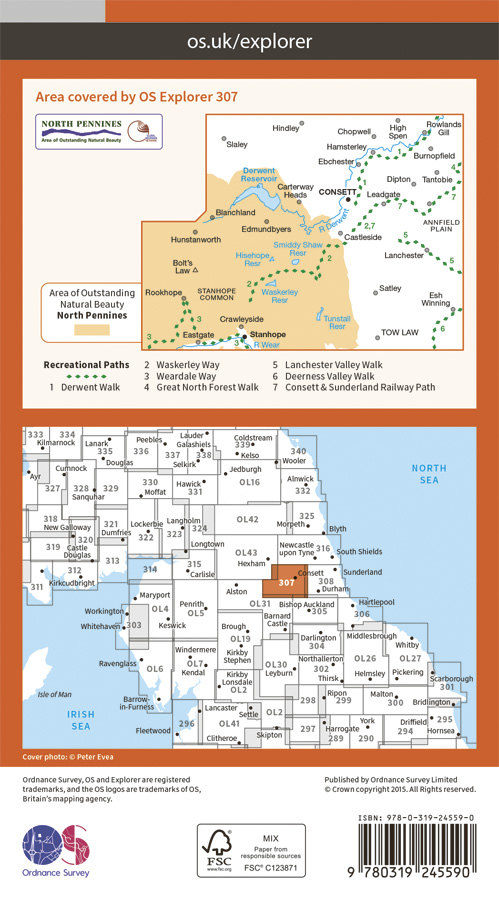 os.uk/explorer
Area covered by OS Explorer 307
NORTH PENNINES
Area of Outstanding Natural Beauty
Hindley
Slaley
Chopwell
High
Spen
Rowlands
Gill
Hamsterley
Burnopfield
Ebchester
1
1
4
Derwent
Reservoir
Carterway
Heads
CONSETT
Dipton
Tantobie
Leadgate
7
7
Blanchland
R Derwent
Edmundbyers
2,7
ANNFIELD
PLAIN
Hunstanworth
Castleside
Smiddy Shaw
Resr
Hisehope
Resr
2
5
Lanchester
5
Bolt's
Law
Rookhope
STANHOPE
COMMON
2
Waskerley
Resr
Satley
Esh
Winning
Tunstall
Resr
3
3
Crawleyside
Eastgate
Stanhope
3
R Wear
TOW LAW
6
Area of Outstanding
Natural Beauty
North Pennines
Recreational Paths
1 Derwent Walk
2 Waskerley Way
3 Weardale Way
4 Great North Forest Walk
5 Lanchester Valley Walk
6 Deerness Valley Walk
7 Consett & Sunderland Railway Path
333
334
Kilmarnock
Lanark
335
Peebles
336
Lauder
Galashiels
337
338
Selkirk
Coldstream
339
Kelso
340
Wooler
Douglas
Ayr
Cumnock
327
328
329
Sanquhar
330
Moffat
Hawick
331
Jedburgh
OL16
Alnwick
332
318
New Galloway
321
Dumfries
Lockerbie
322
Langholm
323
324
OL42
325
Morpeth
Blyth
319
320
Castle
Douglas
313
Longtown
OL43
Hexham
Newcastle
upon Tyne
316
South Shields
311
312
Kirkcudbright
314
315
Carlisle
307
Consett
308
Sunderland
Durham
Alston
Maryport
Workington
OL4
Penrith
OL5
OL31
Bishop Auckland
305
306
Hartlepool
Whitehaven
303
Keswick
Brough
OL19
Barnard
Castle
Darlington
304
Middlesbrough
Whitby
Ravenglass
OL6
Windermere
OL7
Kendal
Kirkby
Stephen
OL30
Leyburn
Northallerton
302
Thirsk
OL26
Helmsley
OL27
Pickering
Scarborough
301
Kirkby
Lonsdale
OL2
Isle of Man
Barrow-
in-Furness
298
Ripon
299
Malton
300
Bridlington
IRISH
SEA
NORTH
SEA
Fleetwood
296
Lancaster
OL41
Settle
OL2
Clitheroe
Skipton
297
Harrogate
289
York
290
Driffield
294
295
Hornsea
Cover photo: © Peter Evea
Ordnance Survey, OS and Explorer are registered
trademarks, and the OS logos are trademarks of OS,
Britain's mapping agency.
Published by Ordnance Survey Limited
© Crown copyright 2015. All Rights reserved.
OS
Ordnance Survey
FSC
www.fsc.org
MIX
Paper from
responsible sources
FSC® C123871
ISBN: 978-0-319-24559-0
9 780319 245590